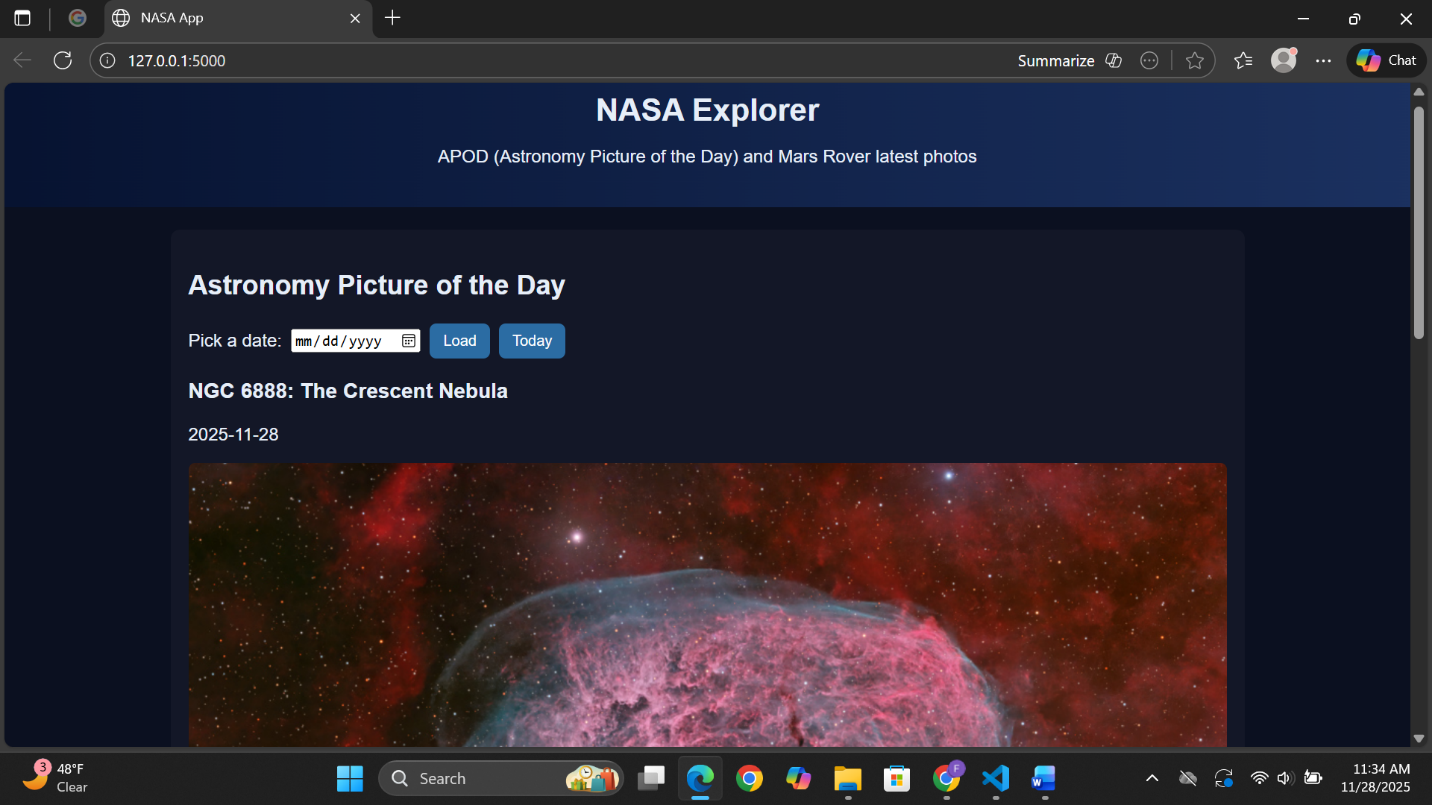 NASA App
127.0.0.1:5000
Summarize
Chat
NASA Explorer
APOD (Astronomy Picture of the Day) and Mars Rover latest photos
Astronomy Picture of the Day
Pick a date: mm/dd/yyyy Load Today
NGC 6888: The Crescent Nebula
2025-11-28
3
48°F
Clear
Search
F
W
11:34 AM
11/28/2025